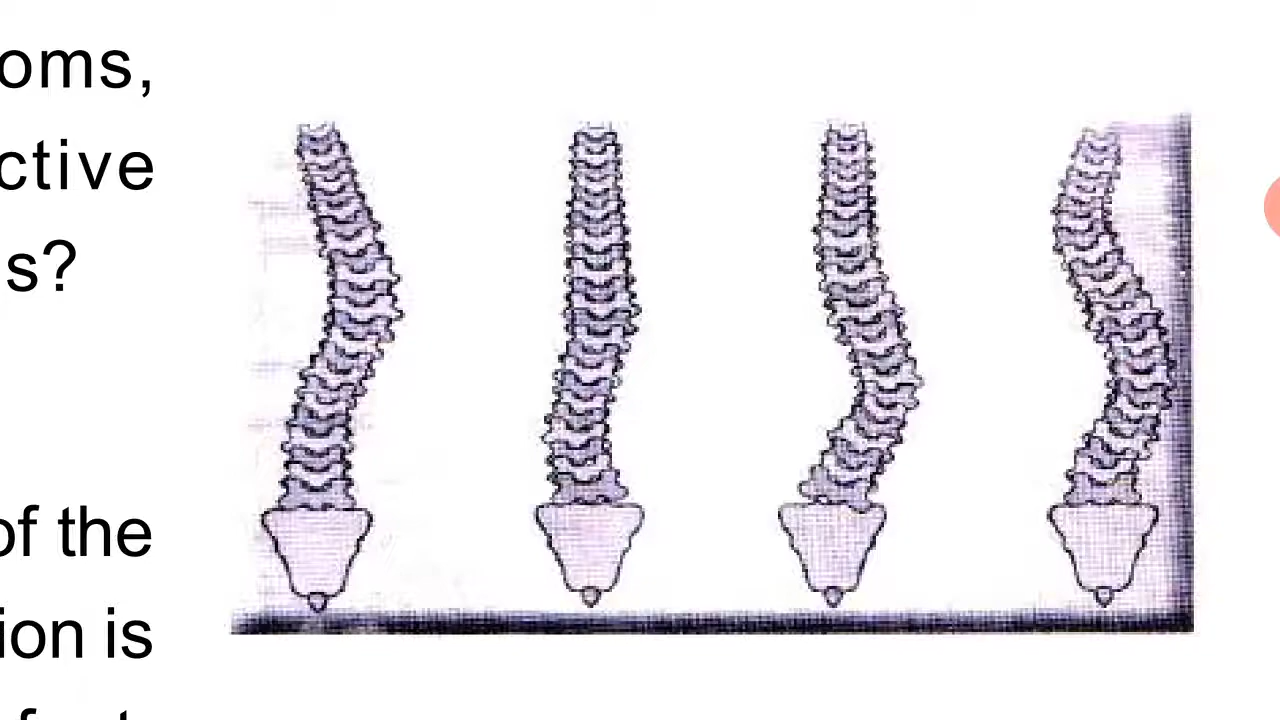 oms,
ctive
s?
of the
ion is